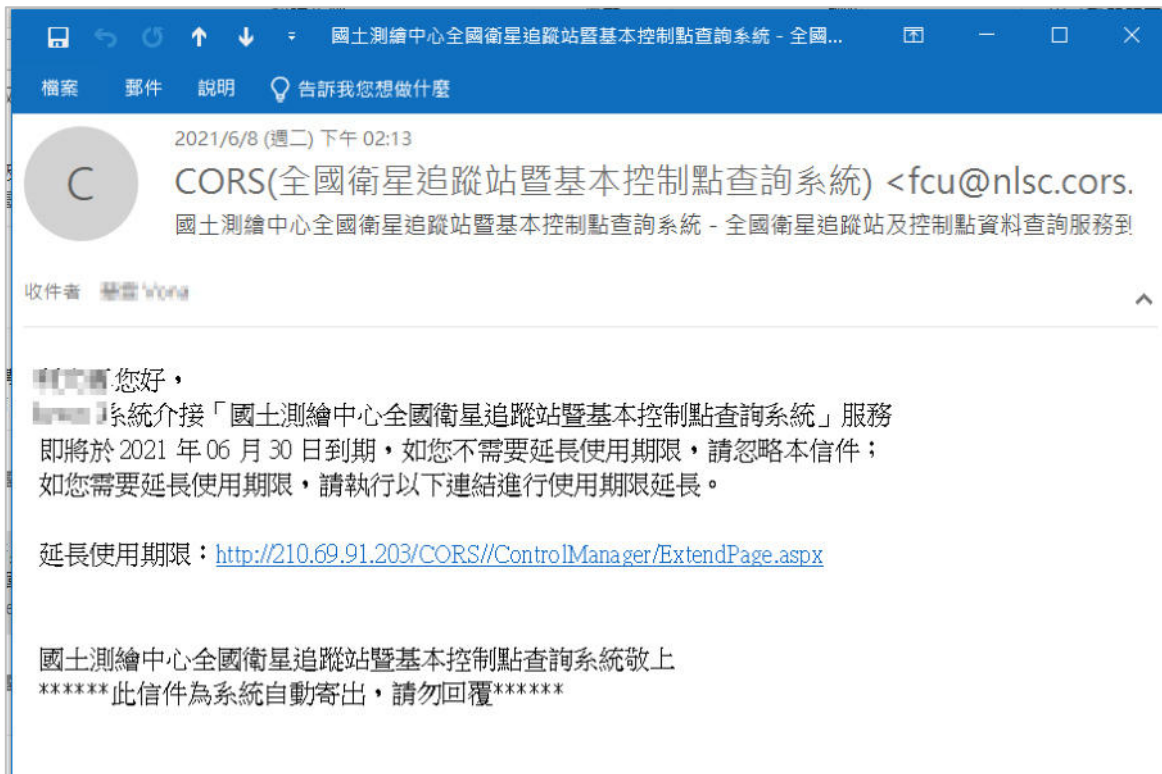 國土測繪中心全國衛星追蹤站暨基本控制點查詢系統 - 全國...
檔案 郵件 說明 告訴我您想做什麼
2021/6/8 (週二) 下午 02:13
C
CORS(全國衛星追蹤站暨基本控制點查詢系統) <fcu@nlsc.cors.
國土測繪中心全國衛星追蹤站暨基本控制點查詢系統 - 全國衛星追蹤站及控制點資料查詢服務到
收件者
您好，
系統介接「國土測繪中心全國衛星追蹤站暨基本控制點查詢系統」服務
即將於 2021 年 06 月 30 日到期，如您不需要延長使用期限，請忽略本信件；
如您需要延長使用期限，請執行以下連結進行使用期限延長。
延長使用期限：http://210.69.91.203/CORS//ControlManager/ExtendPage.aspx
國土測繪中心全國衛星追蹤站暨基本控制點查詢系統敬上
******此信件為系統自動寄出，請勿回覆******